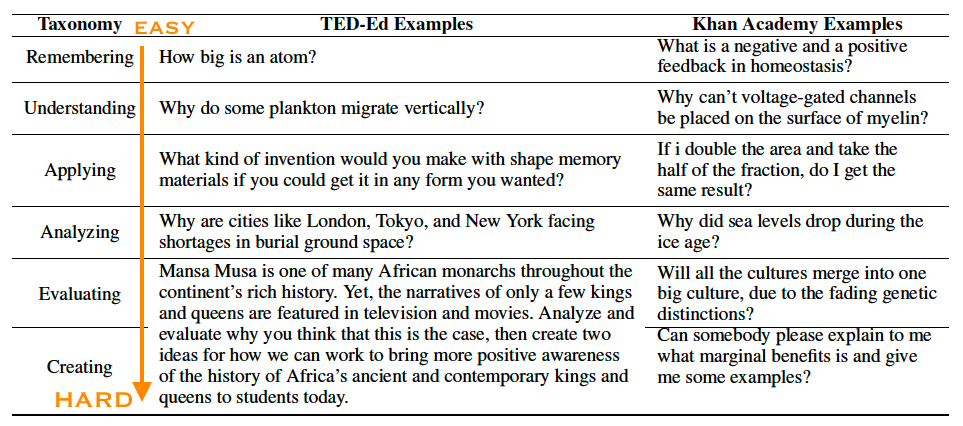 Taxonomy EASY TED-Ed Examples Khan Academy Examples
Remembering
How big is an atom?
What is a negative and a positive
feedback in homeostasis?
Understanding
Why do some plankton migrate vertically?
Why can't voltage-gated channels
be placed on the surface of myelin?
Applying
What kind of invention would you make with shape memory
materials if you could get it in any form you wanted?
If i double the area and take the
half of the fraction, do I get the
same result?
Analyzing
Why are cities like London, Tokyo, and New York facing
shortages in burial ground space?
Why did sea levels drop during the
ice age?
Evaluating
Mansa Musa is one of many African monarchs throughout the
continent's rich history. Yet, the narratives of only a few kings
and queens are featured in television and movies. Analyze and
evaluate why you think that this is the case, then create two
ideas for how we can work to bring more positive awareness
of the history of Africa's ancient and contemporary kings and
queens to students today.
Will all the cultures merge into one
big culture, due to the fading genetic
distinctions?
Creating
HARD
Can somebody please explain to me
what marginal benefits is and give
me some examples?